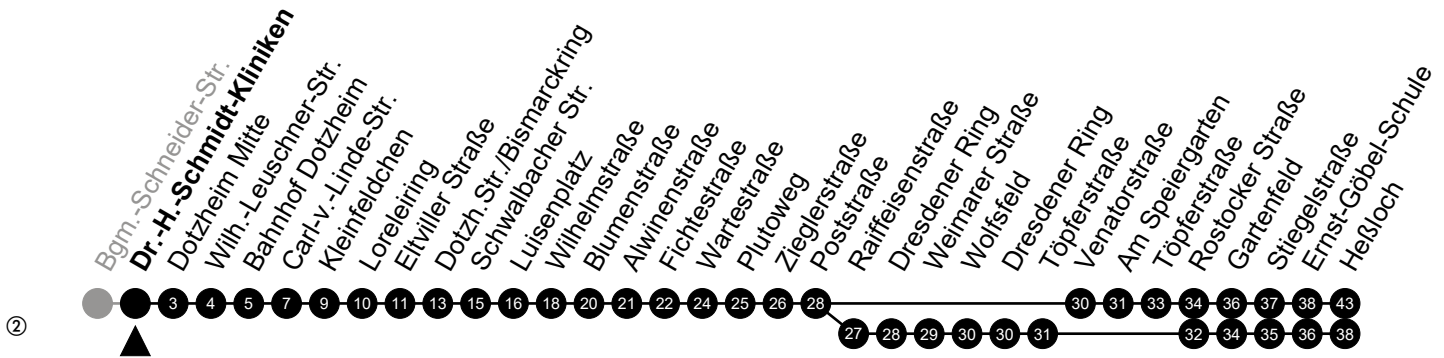 Bgm.-Schneider-Str.
Dr.-H.-Schmidt-Kliniken
Dotzheim Mitte
Wilh.-Leuschner-Str.
Bahnhof Dotzheim
Carl-v.-Linde-Str.
Kleinfeldchen
Loreleiring
Eltviller Straße
Dotzh.Str./Bismarckring
Schwalbacher Str.
Luisenplatz
Wilhelmstraße
Blumenstraße
Alwinenstraße
Fichtestraße
Wartestraße
Plutoweg
Zieglerstraße
Poststraße
Raiffeisenstraße
Dresdener Ring
Weimarer Straße
Wolfsfeld
Dresdener Ring
Töpferstraße
Venatorstraße
Am Speiergarten
Töpferstraße
Rostocker Straße
Gartenfeld
Stiegelstraße
Ernst-Göbel-Schule
Heßloch
3 4 5 7 9 10 11 13 15 16 18 20 21 22 24 25 26 28 30 31 33 34 36 37 38 43
② 27 28 29 30 30 31 32 34 35 36 38